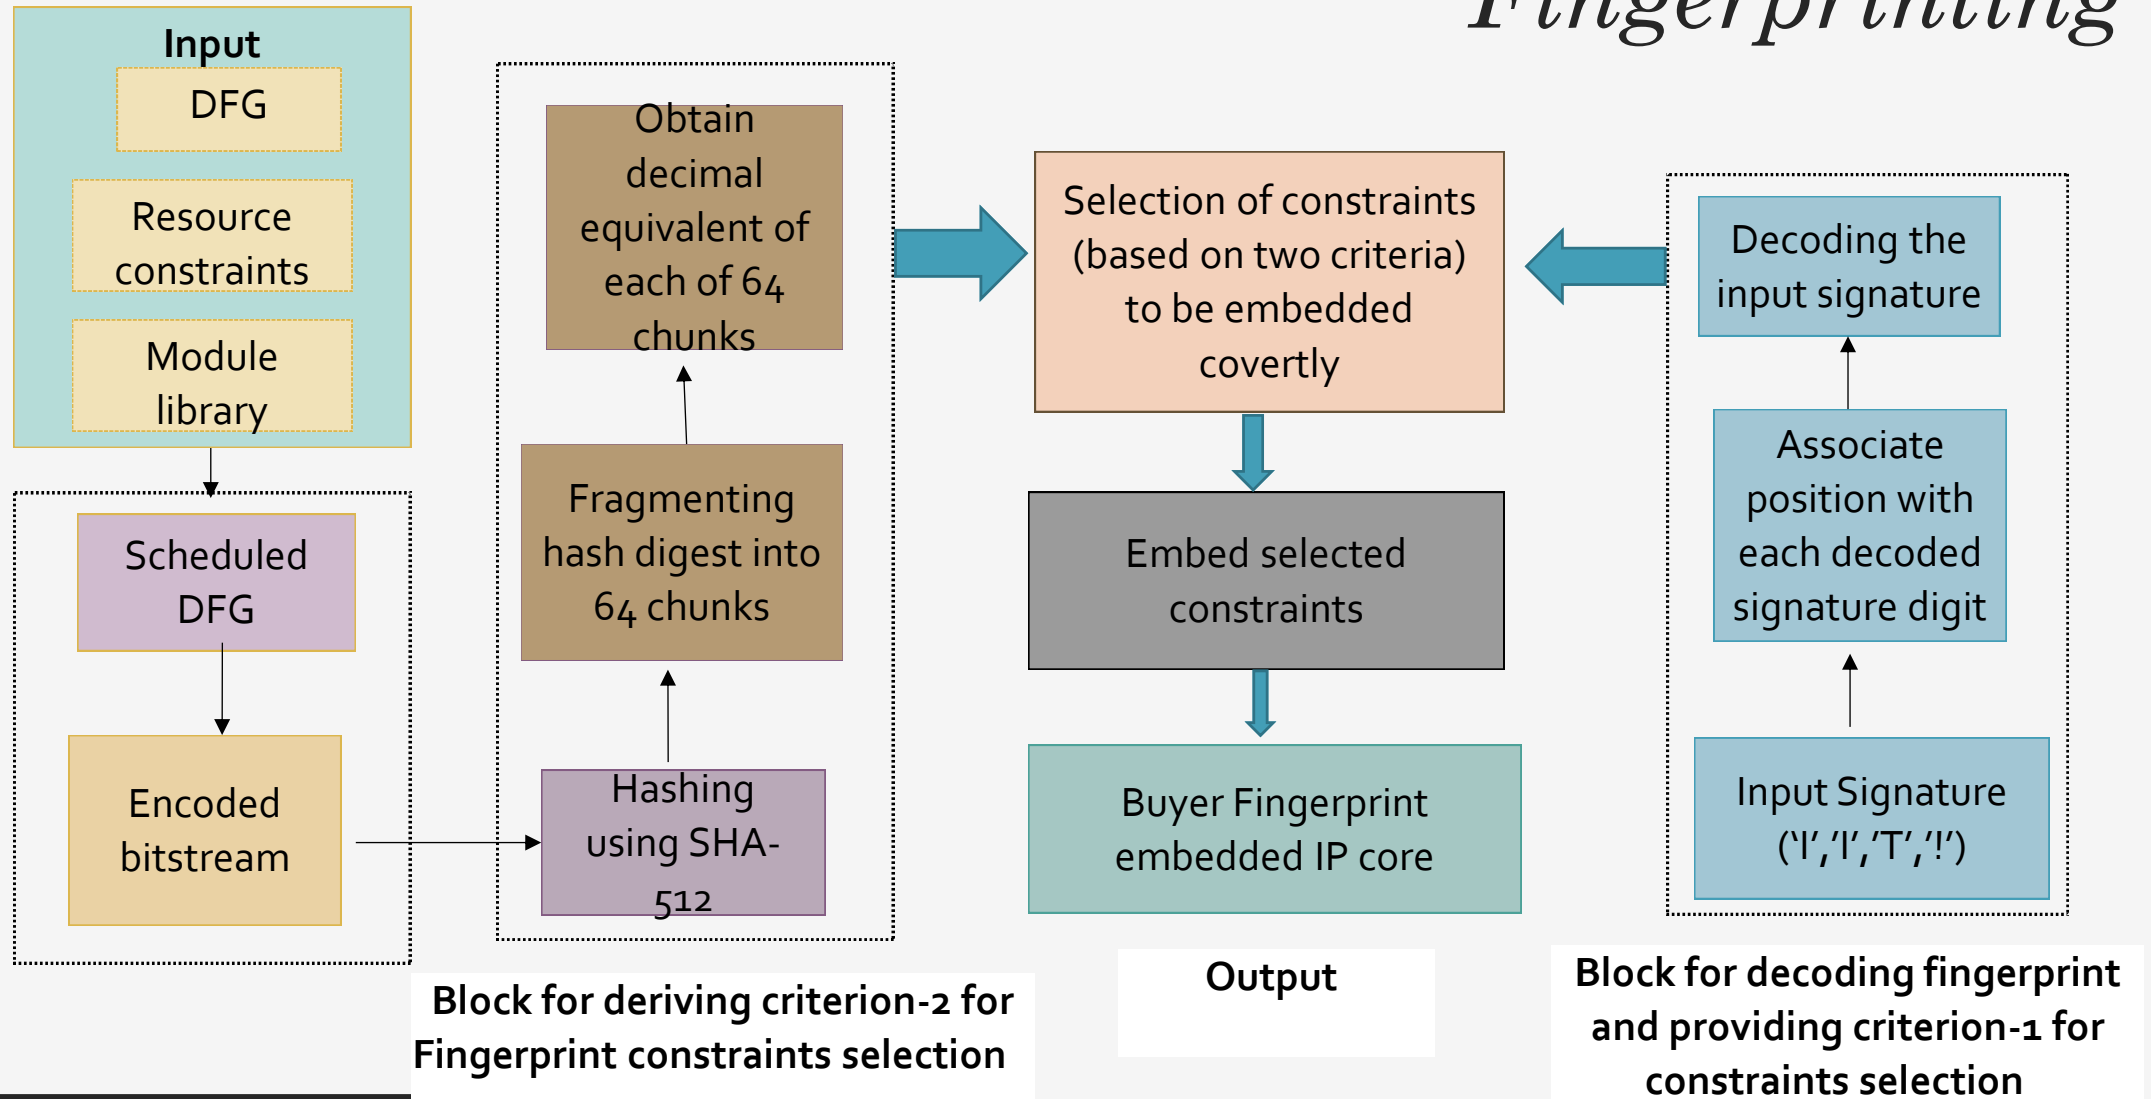 Fingerprinting
Input
DFG
Resource
constraints
Module
library
Scheduled
DFG
Encoded
bitstream
Obtain
decimal
equivalent of
each of 64
chunks
Fragmenting
hash digest into
64 chunks
Hashing
using SHA-
512
Block for deriving criterion-2 for
Fingerprint constraints selection
Selection of constraints
(based on two criteria)
to be embedded
covertly
Embed selected
constraints
Buyer Fingerprint
embedded IP core
Output
Decoding the
input signature
Associate
position with
each decoded
signature digit
Input Signature
(‘I’,’I’,’T’,’!’)
Block for decoding fingerprint
and providing criterion-1 for
constraints selection